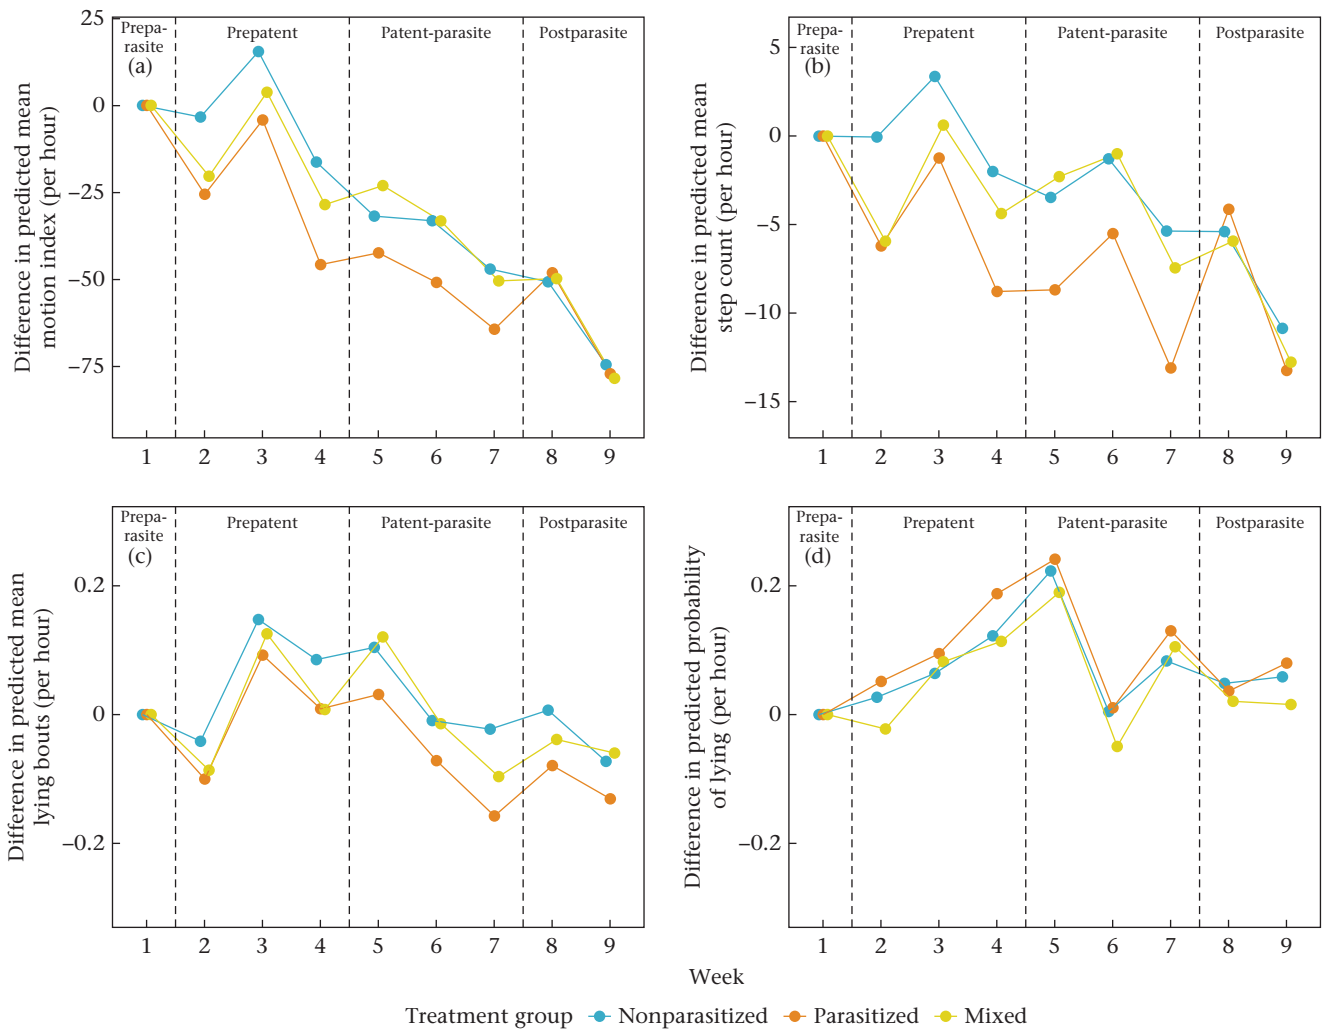 Difference in predicted mean
motion index (per hour)
25
0
−25
−50
−75
Prepa-
rasite
(a)
Prepatent
Patent-parasite
Postparasite
1 2 3 4 5 6 7 8 9
Difference in predicted mean
step count (per hour)
5
0
−5
−10
−15
Prepa-
rasite
(b)
Prepatent
Patent-parasite
Postparasite
1 2 3 4 5 6 7 8 9
Difference in predicted mean
lying bouts (per hour)
0.2
0
−0.2
Prepa-
rasite
(c)
Prepatent
Patent-parasite
Postparasite
1 2 3 4 5 6 7 8 9
Difference in predicted probability
of lying (per hour)
0.2
0
−0.2
Prepa-
rasite
(d)
Prepatent
Patent-parasite
Postparasite
1 2 3 4 5 6 7 8 9
Week
Treatment group Nonparasitized Parasitized Mixed